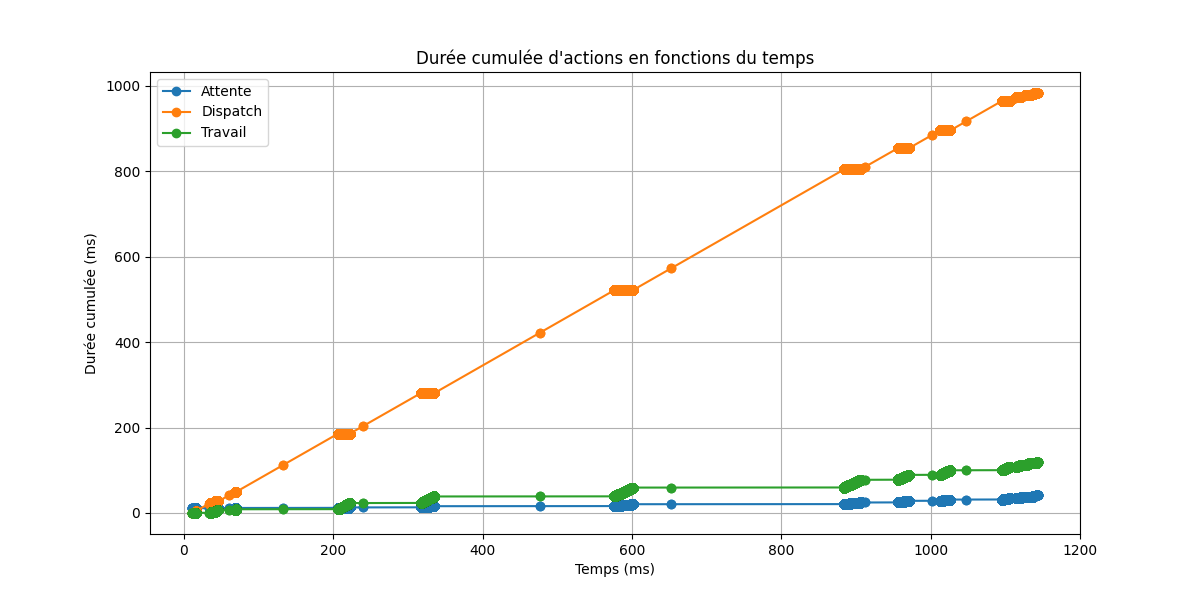 Durée cumulée d'actions en fonctions du temps
Attente
Dispatch
Travail
Durée cumulée (ms)
1000
800
600
400
200
0
0 200 400 600 800 1000 1200
Temps (ms)